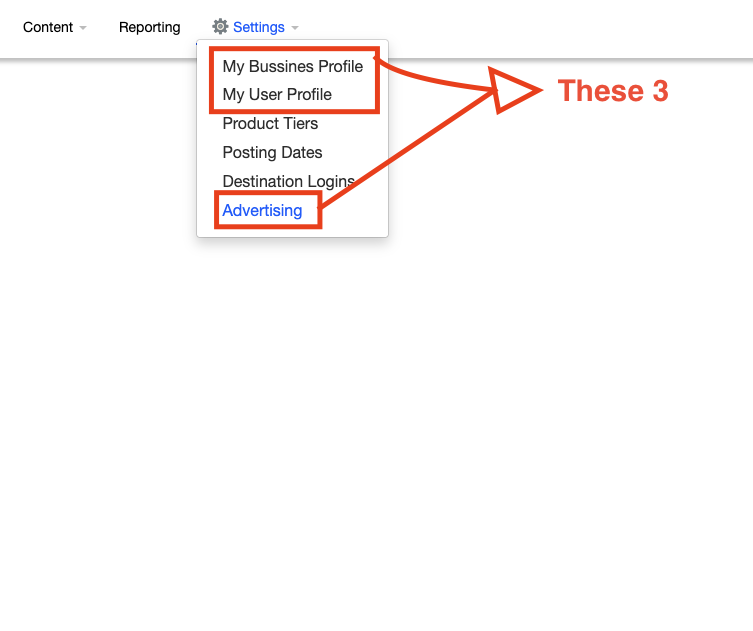 Content Reporting Settings
My Bussines Profile
My User Profile
These 3
Product Tiers
Posting Dates
Destination Logins
Advertising